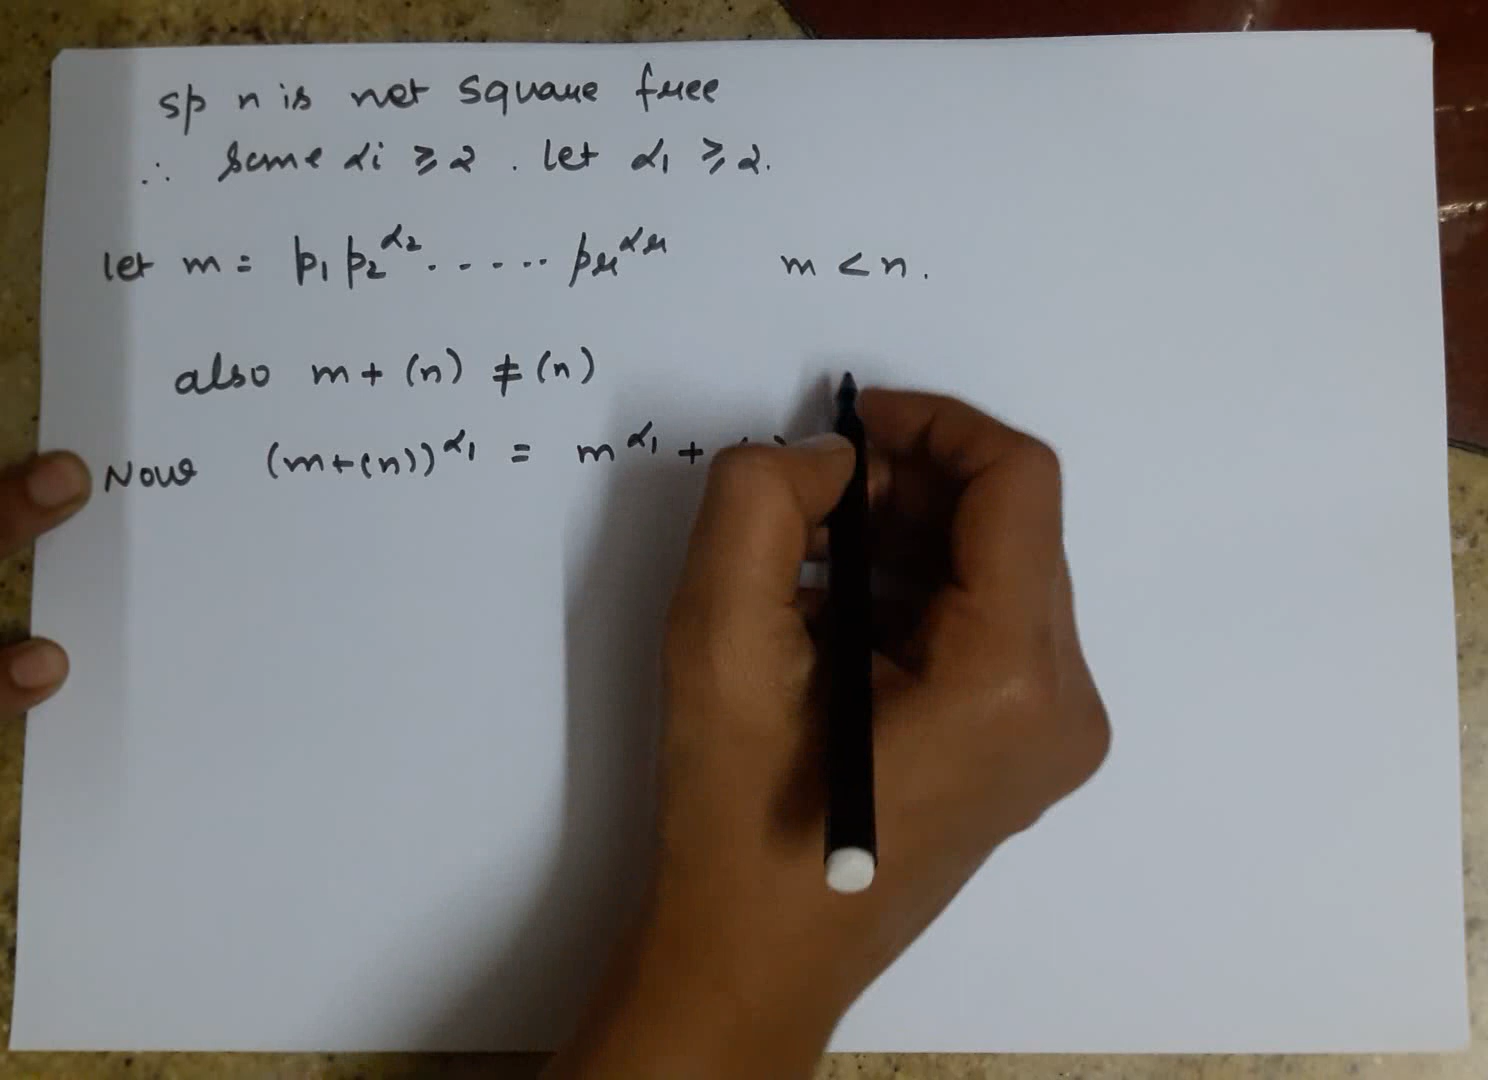 sp n is not square free
∴ some αi ≥ 2 . let α₁ ≥ 2.
let m = p₁ p₂^α₂ . . . . . . pᵣ^αᵣ m < n .
also m + (n) ≠ (n)
Now (m+(n))^α₁ = m^α₁ +